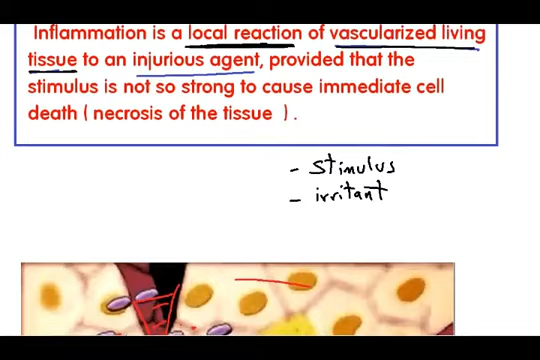 Inflammation is a local reaction of vascularized living
tissue to an injurious agent, provided that the
stimulus is not so strong to cause immediate cell
death ( necrosis of the tissue ) .
- stimulus
- irritant